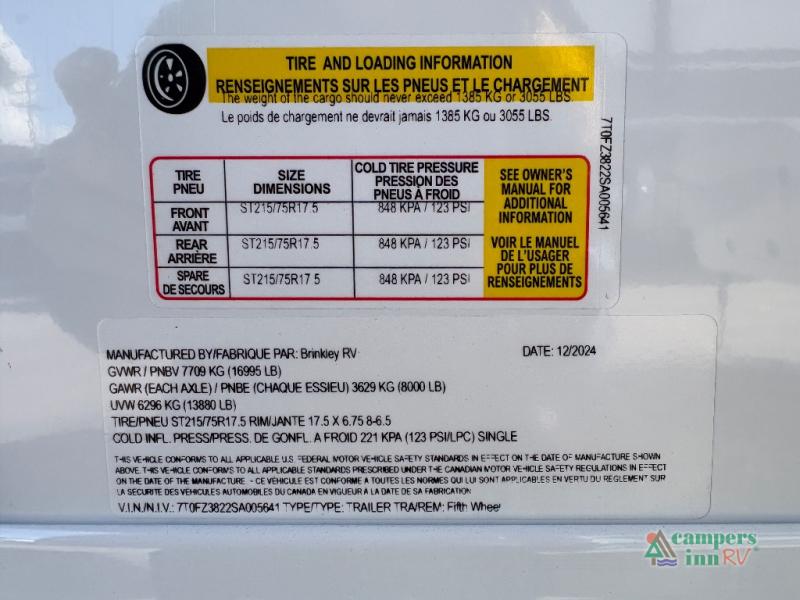 TIRE AND LOADING INFORMATION
RENSEIGNEMENTS SUR LES PNEUS ET LE CHARGEMENT
The weight of the cargo should never exceed 1385 KG or 3055 LBS.
Le poids de chargement ne devrait jamais 1385 KG ou 3055 LBS.
TIRE PNEU
SIZE DIMENSIONS
COLD TIRE PRESSURE PRESSION DES PNEUS À FROID
FRONT AVANT ST215/75R17.5 848 KPA / 123 PSI
REAR ARRIÈRE ST215/75R17.5 848 KPA / 123 PSI
SPARE DE SECOURS ST215/75R17.5 848 KPA / 123 PSI
SEE OWNER'S
MANUAL FOR
ADDITIONAL
INFORMATION
VOIR LE MANUEL
DE L'USAGER
POUR PLUS DE
RENSEIGNEMENTS
7T0FZ3822SA005641
MANUFACTURED BY/FABRIQUE PAR: Brinkley RV DATE: 12/2024
GVWR / PNBV 7709 KG (16995 LB)
GAWR (EACH AXLE) / PNBE (CHAQUE ESSIEU) 3629 KG (8000 LB)
UVW 6296 KG (13880 LB)
TIRE/PNEU ST215/75R17.5 RIM/JANTE 17.5 X 6.75 8-6.5
COLD INFL. PRESS/PRESS. DE GONFL. A FROID 221 KPA (123 PSI/LPC) SINGLE
THIS VEHICLE CONFORMS TO ALL APPLICABLE U.S. FEDERAL MOTOR VEHICLE SAFETY STANDARDS IN EFFECT ON THE DATE OF MANUFACTURE SHOWN
ABOVE. THIS VEHICLE CONFORMS TO ALL APPLICABLE STANDARDS PRESCRIBED UNDER THE CANADIAN MOTOR VEHICLE SAFETY REGULATIONS IN EFFECT
ON THE DATE OF THE MANUFACTURE. - CE VÉHICULE EST CONFORME A TOUTES LES NORMES QUI LUI SONT APPLICABLES EN VERTU DU REGLEMENT SUR
LA SECURITE DES VEHICULES AUTOMOBILES DU CANADA EN VIGUEUR A LA DATE DE SA FABRICATION
V.I.N./N.I.V.: 7T0FZ3822SA005641 TYPE/TYPE: TRAILER TRA/REM: Fifth Wheel
campers
inn RV